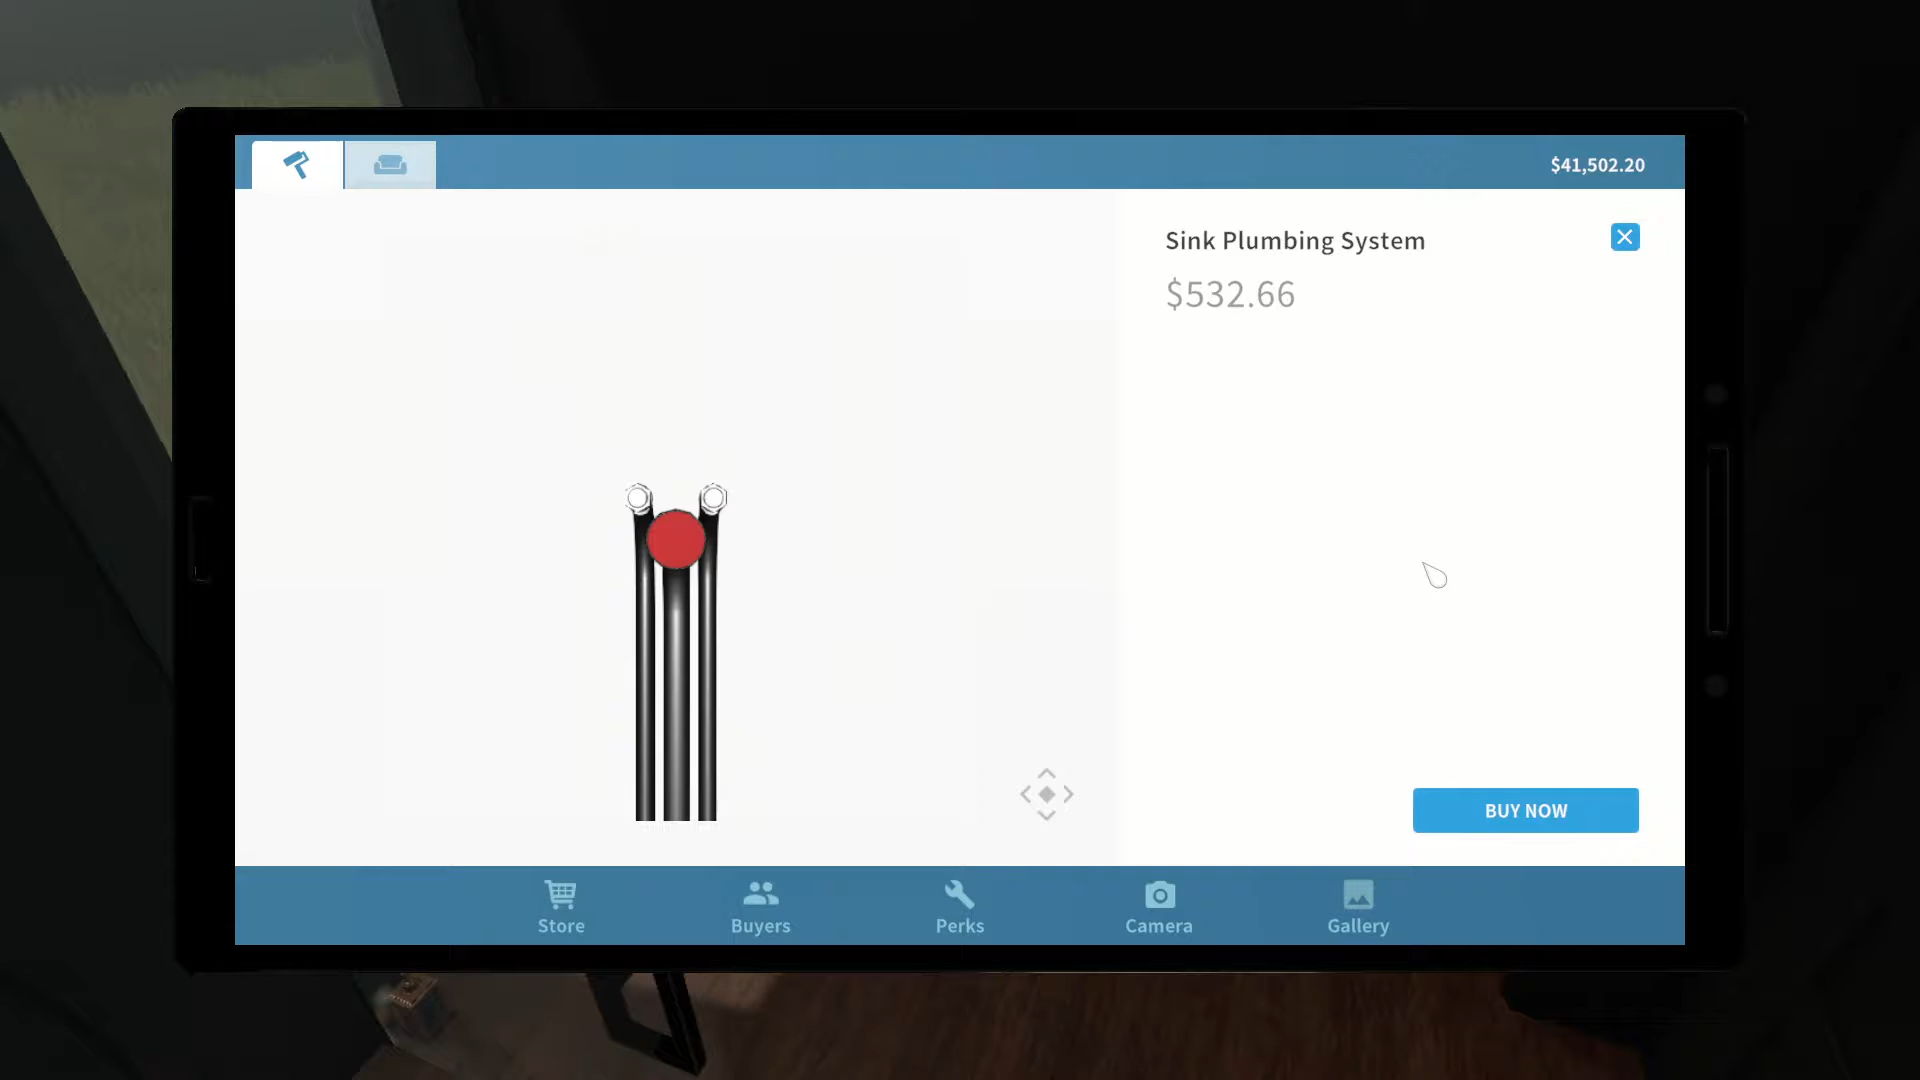 $41,502.20
Sink Plumbing System
$532.66
BUY NOW
Store
Buyers
Perks
Camera
Gallery